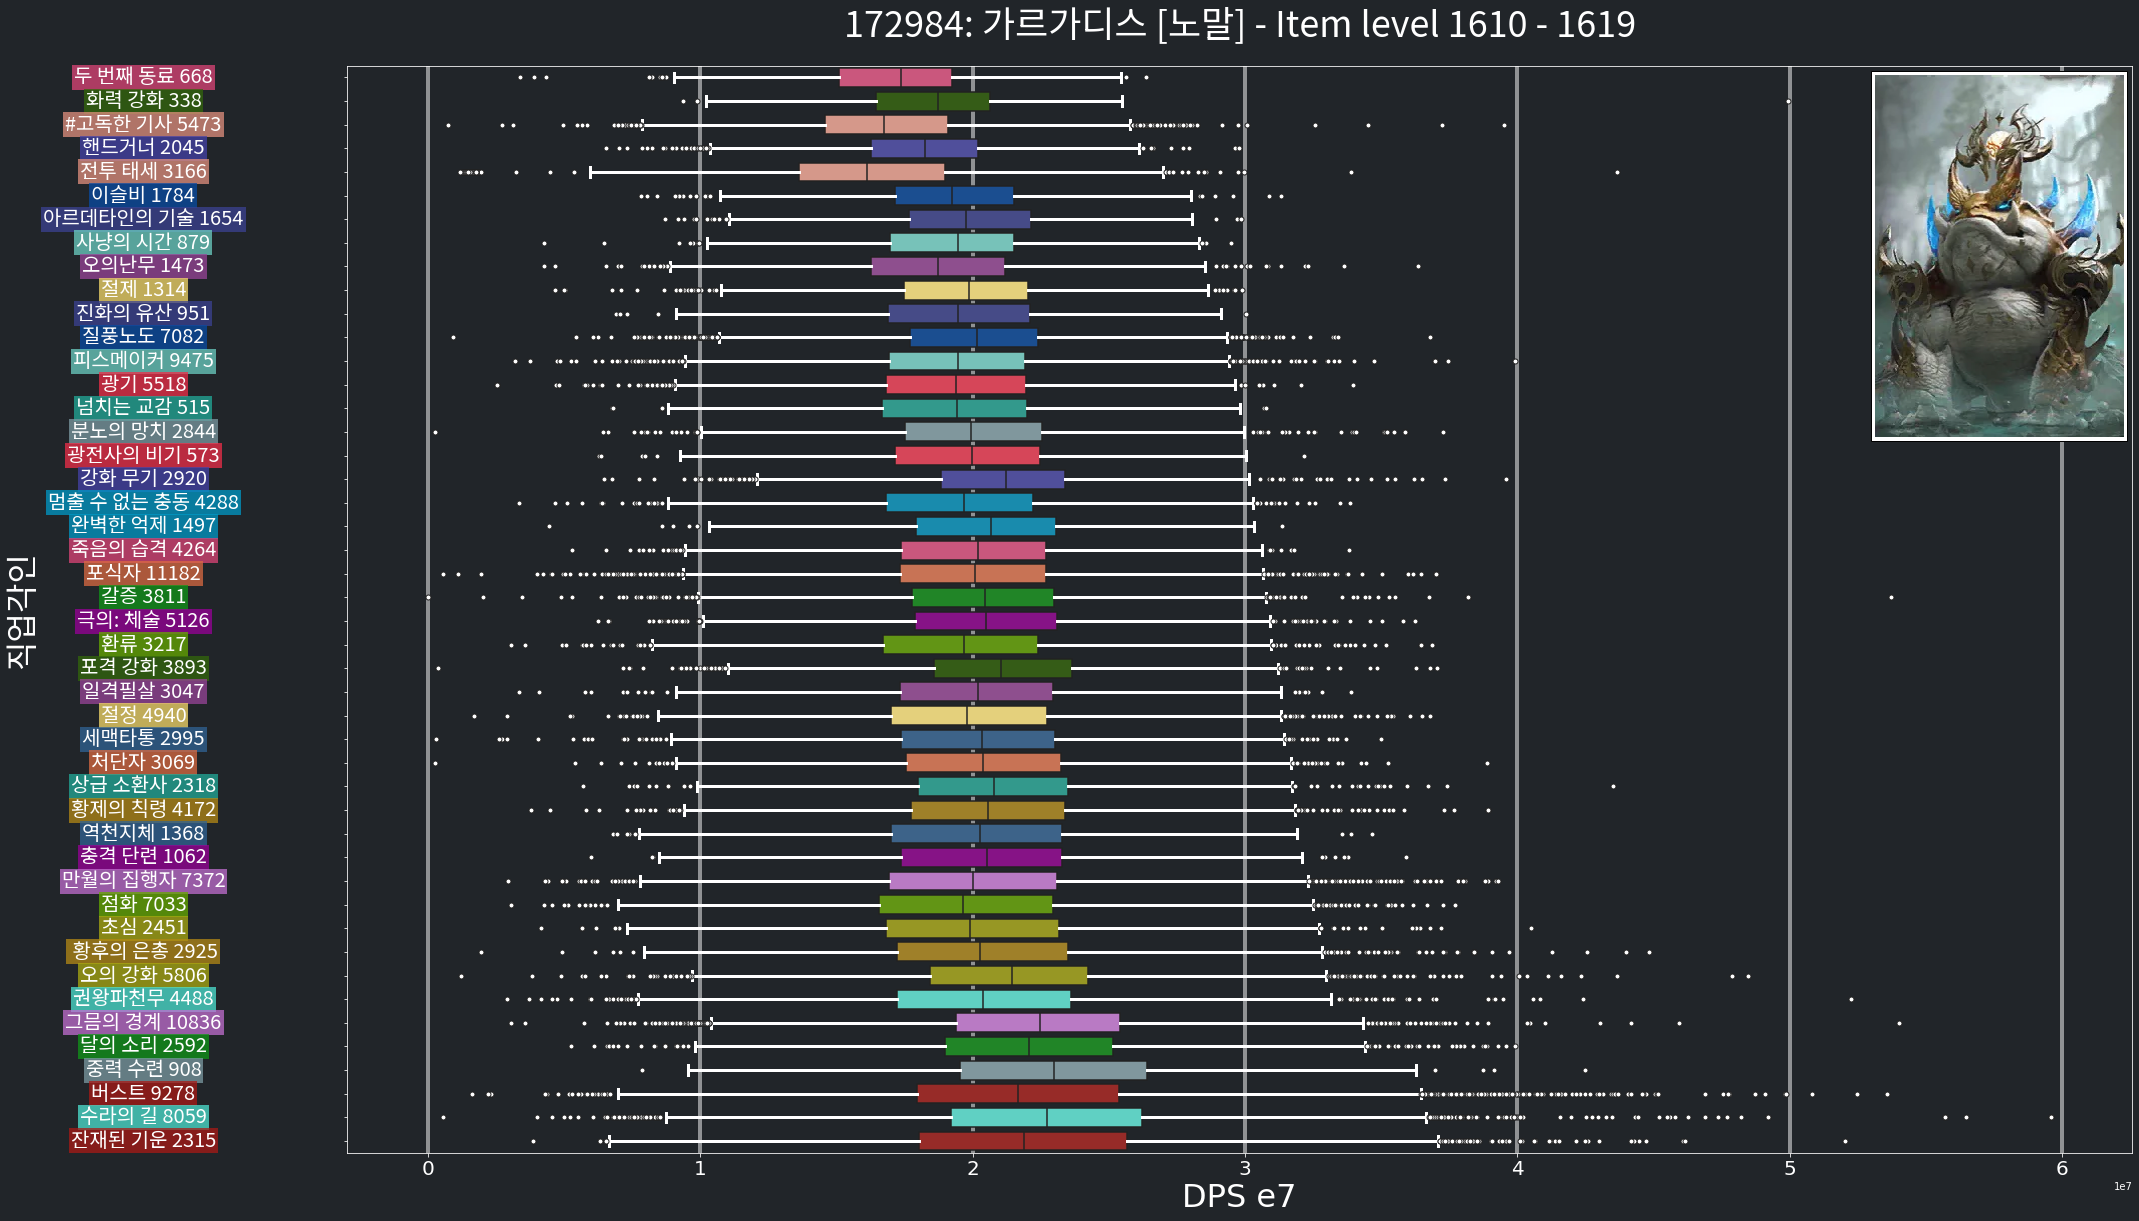 172984: 가르가디스 [노말] - Item level 1610 - 1619
두 번째 동료 668
화력 강화 338
#고독한 기사 5473
핸드거너 2045
전투 태세 3166
이슬비 1784
아르데타인의 기술 1654
사냥의 시간 879
오의난무 1473
절제 1314
진화의 유산 951
질풍노도 7082
피스메이커 9475
광기 5518
넘치는 교감 515
분노의 망치 2844
광전사의 비기 573
강화 무기 2920
멈출 수 없는 충동 4288
완벽한 억제 1497
죽음의 습격 4264
포식자 11182
갈증 3811
극의: 체술 5126
환류 3217
포격 강화 3893
일격필살 3047
절정 4940
세맥타통 2995
처단자 3069
상급 소환사 2318
황제의 칙령 4172
역천지체 1368
충격 단련 1062
만월의 집행자 7372
점화 7033
초심 2451
황후의 은총 2925
오의 강화 5806
권왕파천무 4488
그믐의 경계 10836
달의 소리 2592
중력 수련 908
버스트 9278
수라의 길 8059
잔재된 기운 2315
직업각인
0 1 2 3 4 5 6
1e7
DPS e7